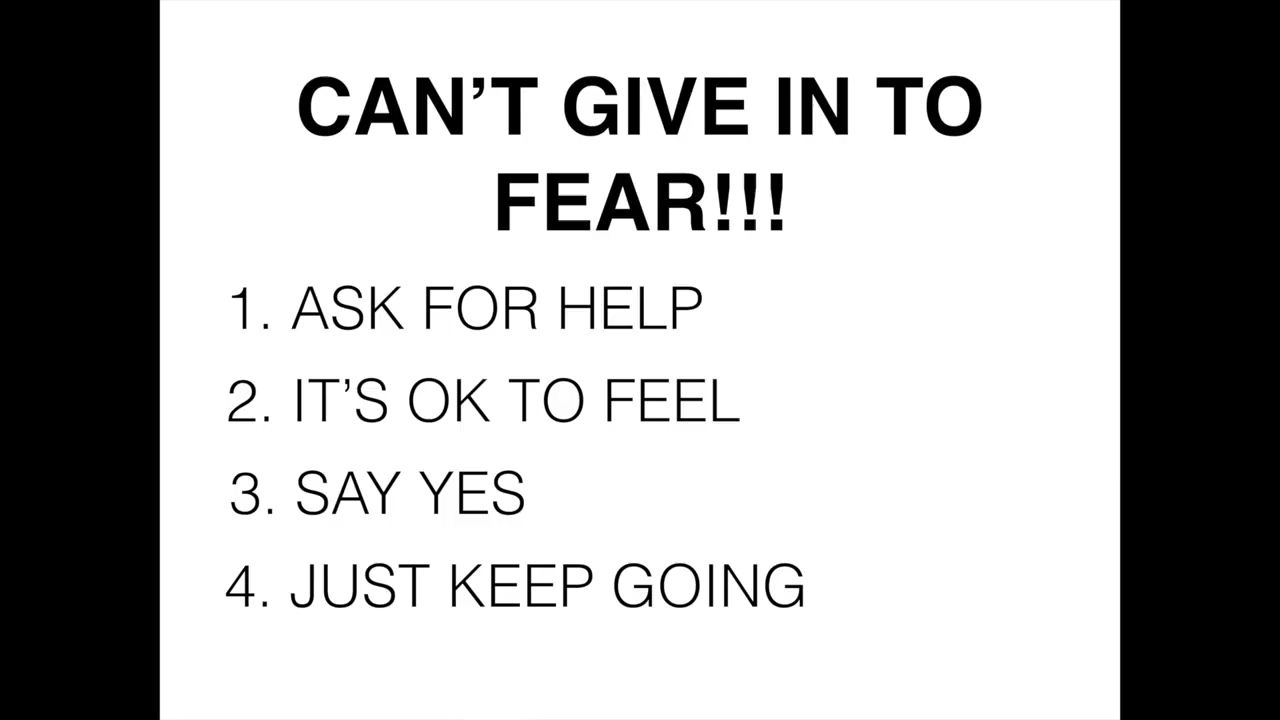 CAN’T GIVE IN TO
FEAR!!!
1. ASK FOR HELP
2. IT’S OK TO FEEL
3. SAY YES
4. JUST KEEP GOING